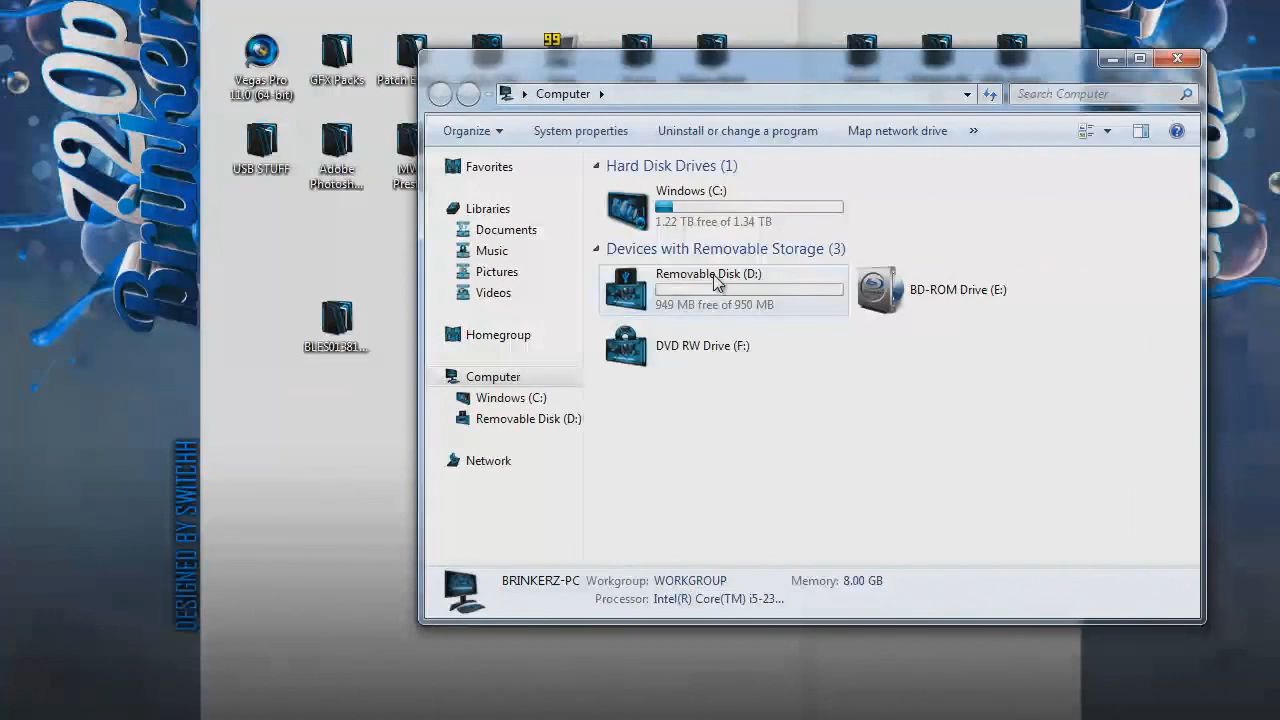 720p
Brinkerz
DESIGNED BY SWITCHH
Vegas Pro
11.0 (64-bit)
GFX Packs
99
USB STUFF
Adobe
Photosh...
BLES01381...
Computer
Search Computer
Organize
System properties
Uninstall or change a program
Map network drive
»
Favorites
Libraries
Documents
Music
Pictures
Videos
Homegroup
Computer
Windows (C:)
Removable Disk (D:)
Network
Hard Disk Drives (1)
Windows (C:)
1.22 TB free of 1.34 TB
Devices with Removable Storage (3)
Removable Disk (D:)
949 MB free of 950 MB
BD-ROM Drive (E:)
DVD RW Drive (F:)
BRINKERZ-PC Workgroup: WORKGROUP Memory: 8.00 GB
Processor: Intel(R) Core(TM) i5-23...